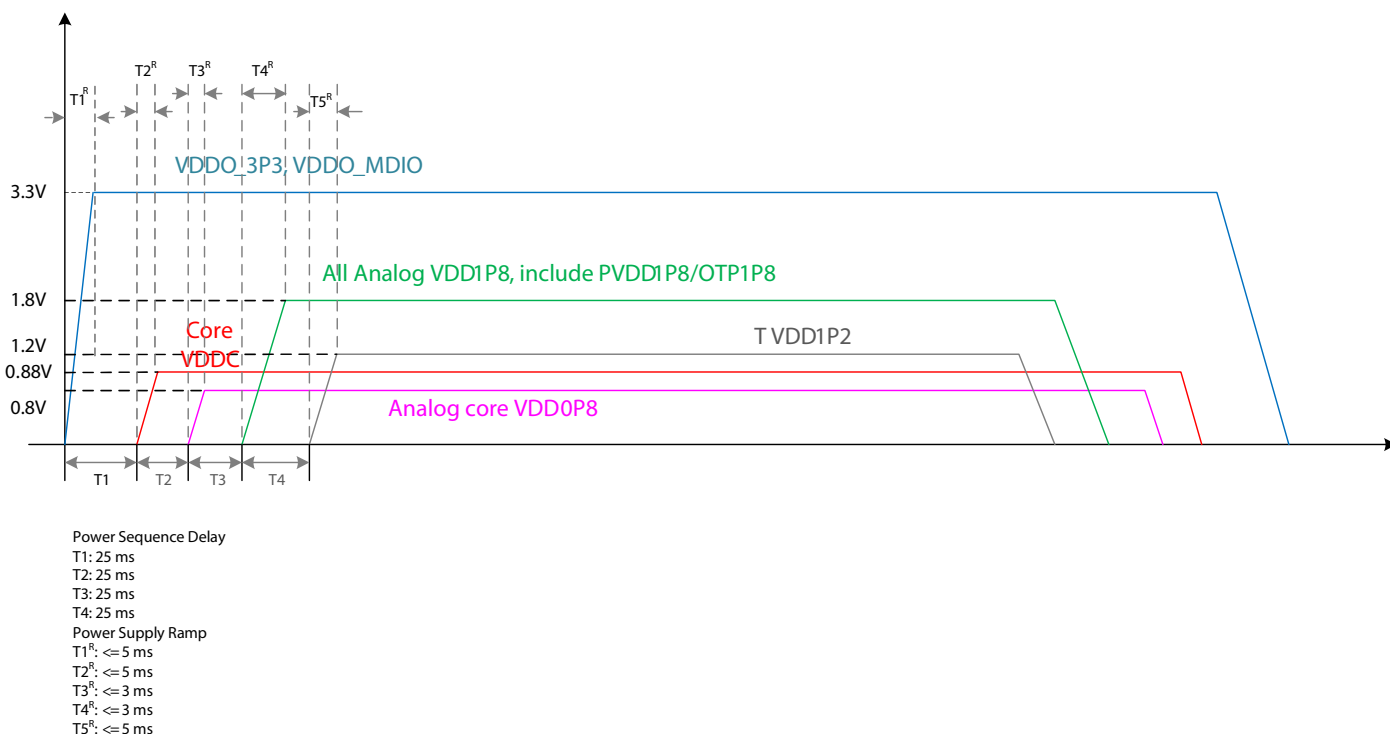 T2R T3R T4R
T1R T5R
VDDO_3P3, VDDO_MDIO
3.3V
All Analog VDD1P8, include PVDD1P8/OTP1P8
1.8V
Core
VDDC
T VDD1P2
1.2V
0.88V
0.8V
Analog core VDD0P8
T1 T2 T3 T4
Power Sequence Delay
T1: 25 ms
T2: 25 ms
T3: 25 ms
T4: 25 ms
Power Supply Ramp
T1R: <= 5 ms
T2R: <= 5 ms
T3R: <= 3 ms
T4R: <= 3 ms
T5R: <= 5 ms